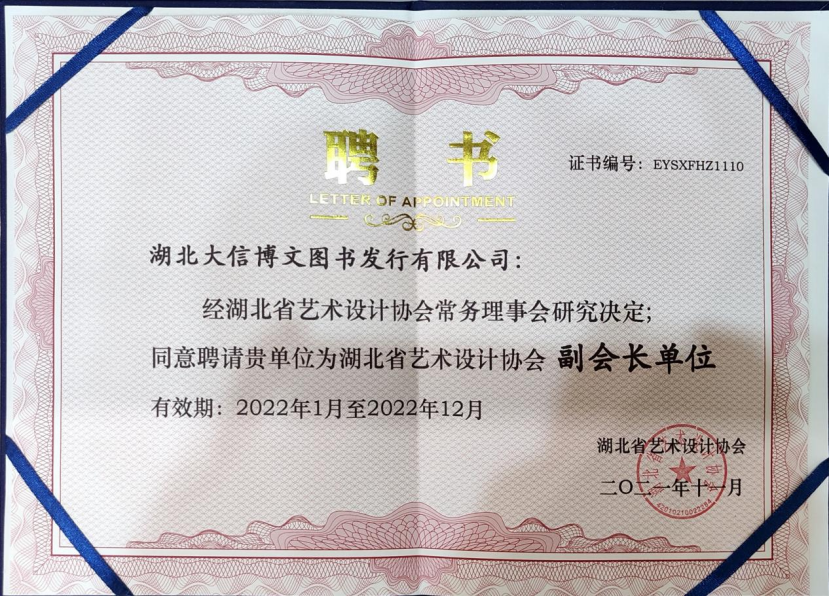 聘 书
LETTER OF APPOINTMENT
证书编号：EYSXFHZ1110
湖北大信博文图书发行有限公司：
经湖北省艺术设计协会常务理事会研究决定;
同意聘请贵单位为湖北省艺术设计协会 副会长单位
有效期：2022年1月至2022年12月
湖北省艺术设计协会
二〇二一年十一月